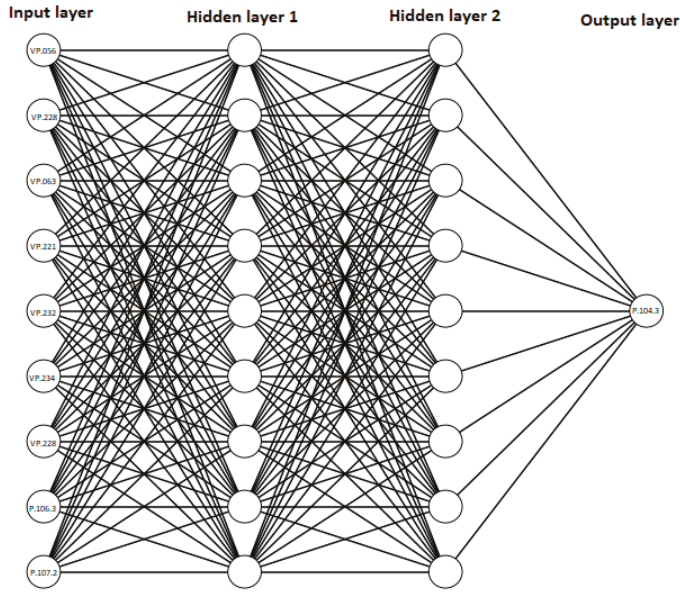 Input layer
Hidden layer 1
Hidden layer 2
Output layer
VP.056
VP.228
VP.063
VP.221
VP.232
VP.234
VP.228
P.106.3
P.107.2
P.104.3